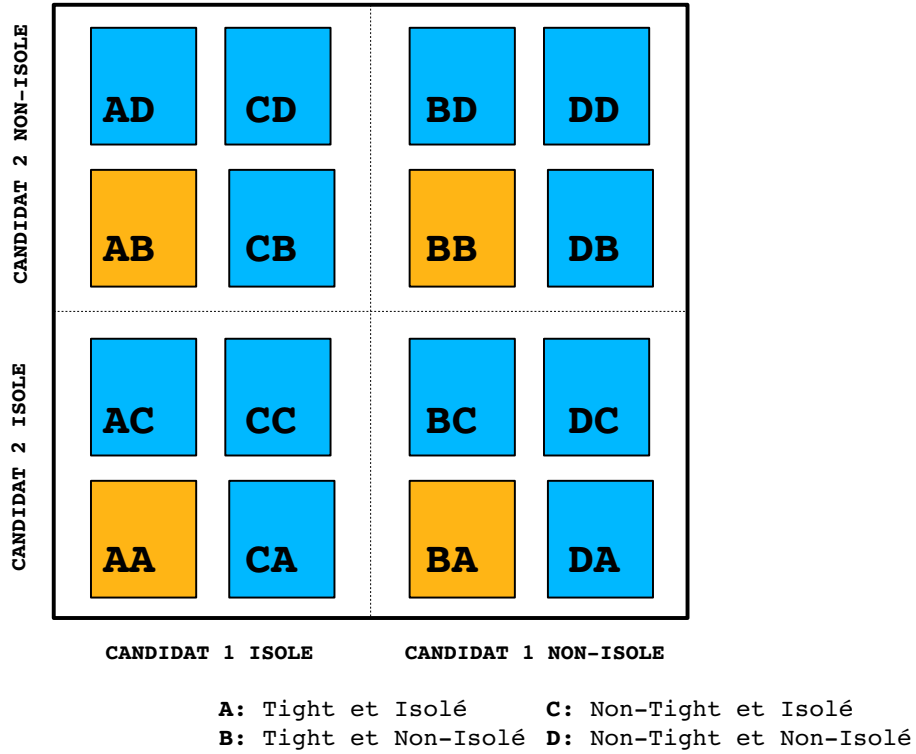 CANDIDAT 2 NON-ISOLE
AD CD BD DD
AB CB BB DB
CANDIDAT 2 ISOLE
AC CC BC DC
AA CA BA DA
CANDIDAT 1 ISOLE CANDIDAT 1 NON-ISOLE
A: Tight et Isolé C: Non-Tight et Isolé
B: Tight et Non-Isolé D: Non-Tight et Non-Isolé